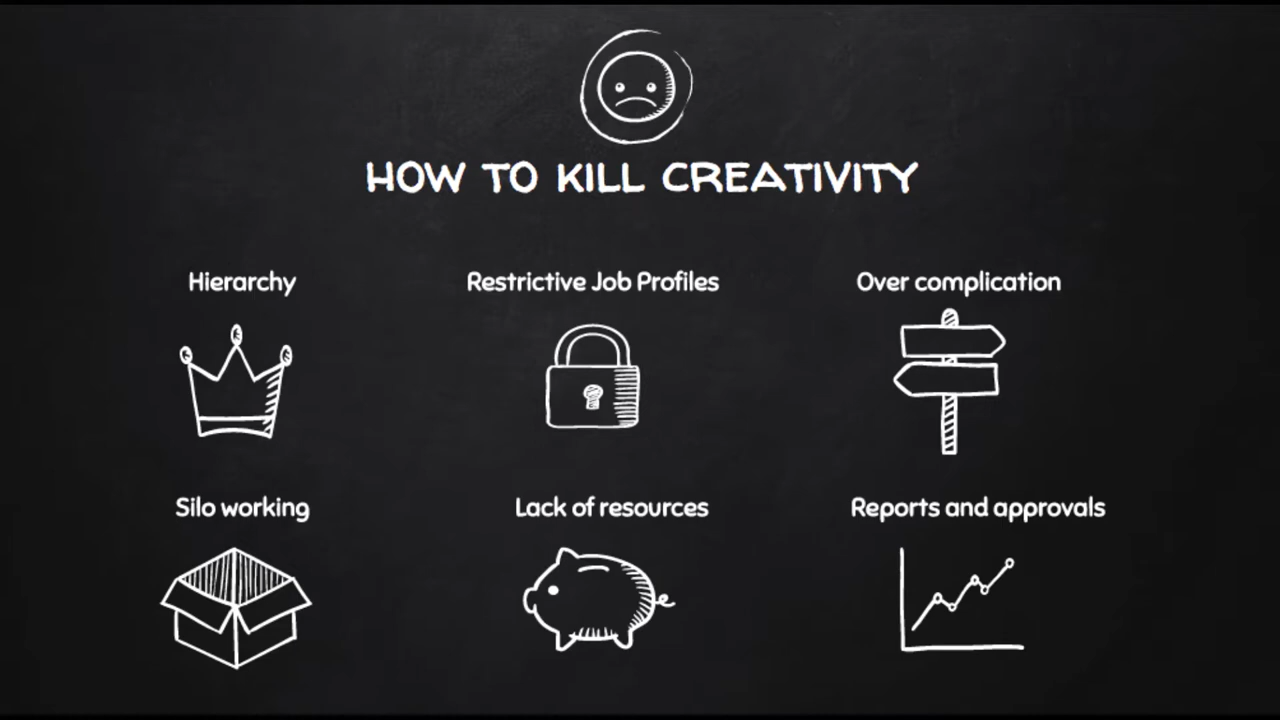 HOW TO KILL CREATIVITY
Hierarchy
Restrictive Job Profiles
Over complication
Silo working
Lack of resources
Reports and approvals